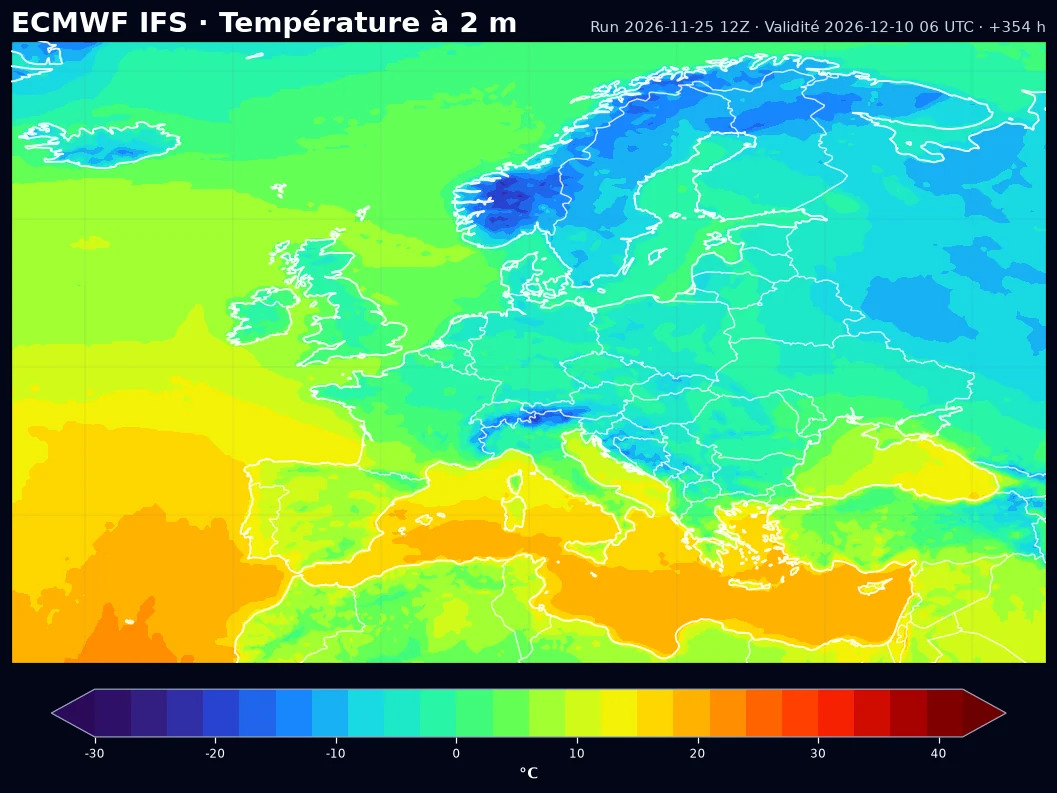 ECMWF IFS · Température à 2 m
Run 2026-11-25 12Z · Validité 2026-12-10 06 UTC · +354 h
-30 -20 -10 0 10 20 30 40
°C